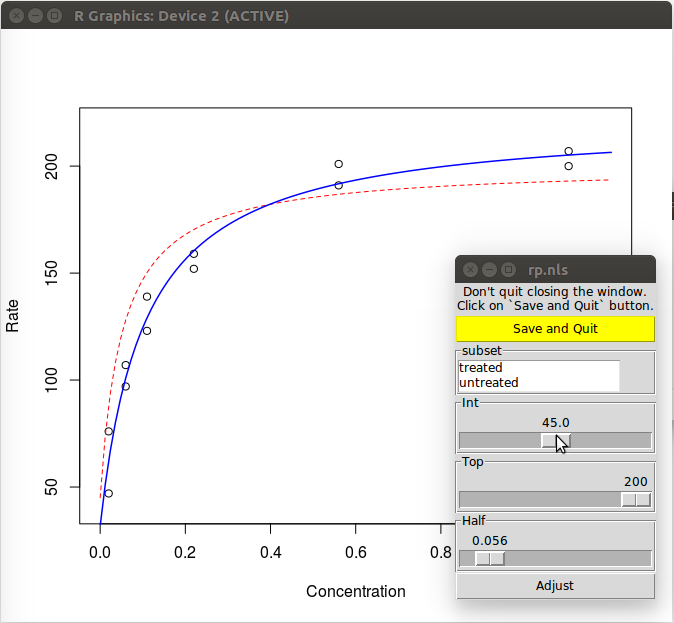 R Graphics: Device 2 (ACTIVE)
200
150
100
50
Rate
0.0 0.2 0.4 0.6 0.8
Concentration
rp.nls
Don't quit closing the window.
Click on `Save and Quit` button.
Save and Quit
subset
treated
untreated
Int
45.0
Top
200
Half
0.056
Adjust